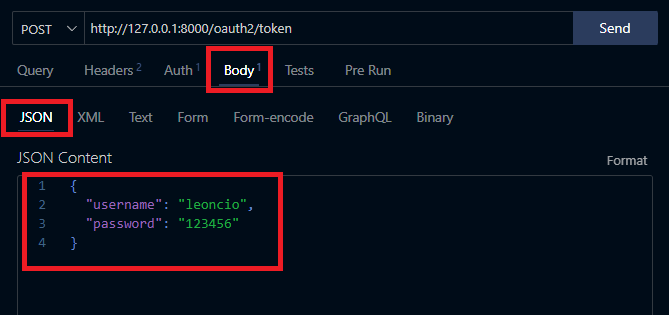 POST http://127.0.0.1:8000/oauth2/token Send
Query Headers 2 Auth 1 Body 1 Tests Pre Run
JSON XML Text Form Form-encode GraphQL Binary
JSON Content Format
1 {
2 "username": "leoncio",
3 "password": "123456"
4 }